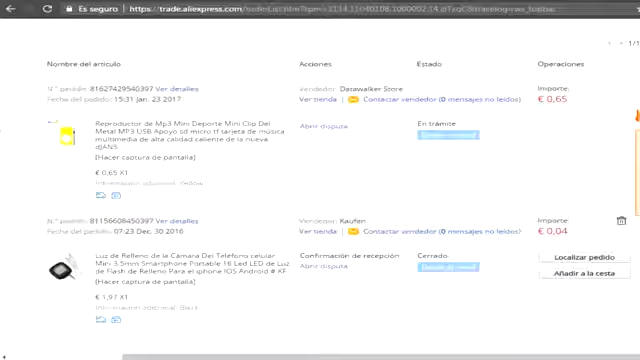 Es seguro | https://trade.aliexpress.com
1/1
Nombre del artículo Acciones Estado Operaciones
N.º pedido: 81627429540397 Ver detalles
Fecha del pedido: 15:31 Jan. 23 2017
Vendedor: Datawalker Store
Ver tienda | Contactar vendedor (0 mensajes no leídos)
Importe:
€ 0,65
Reproductor de Mp3 Mini Deporte Mini Clip Del
Metal MP3 USB Apoyo sd micro tf tarjeta de música
multimedia de alta calidad caliente de la nueva
dJANS
[Hacer captura de pantalla]
€ 0,65 X1
Abrir disputa
En trámite
N.º pedido: 81156608450397 Ver detalles
Fecha del pedido: 07:23 Dec. 30 2016
Vendedor: Kaufen
Ver tienda | Contactar vendedor (0 mensajes no leídos)
Importe:
€ 0,04
Luz de Relleno de la Cámara Del Teléfono celular
Mini 3.5mm Smartphone Portable 16 Led LED de Luz
de Flash de Relleno Para el iphone IOS Android # KF
[Hacer captura de pantalla]
€ 1,97 X1
Confirmación de recepción
Abrir disputa
Cerrado
Localizar pedido
Añadir a la cesta